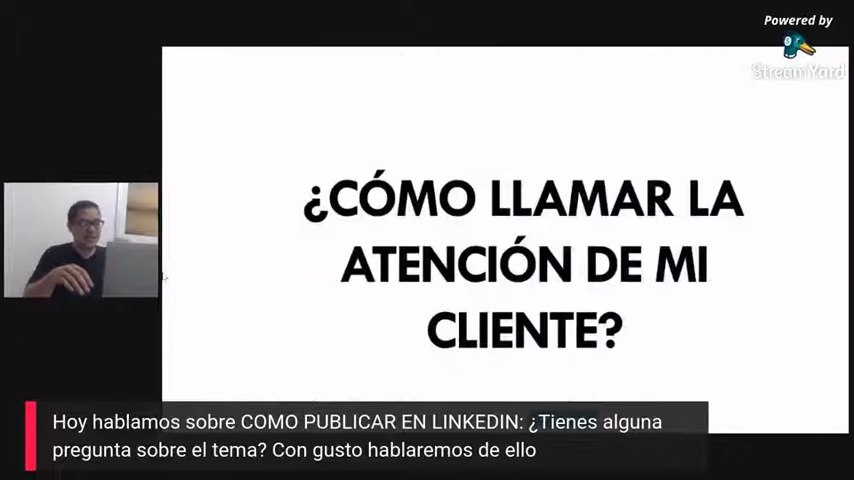 Powered by
StreamYard
¿CÓMO LLAMAR LA
ATENCIÓN DE MI
CLIENTE?
Hoy hablamos sobre COMO PUBLICAR EN LINKEDIN: ¿Tienes alguna
pregunta sobre el tema? Con gusto hablaremos de ello